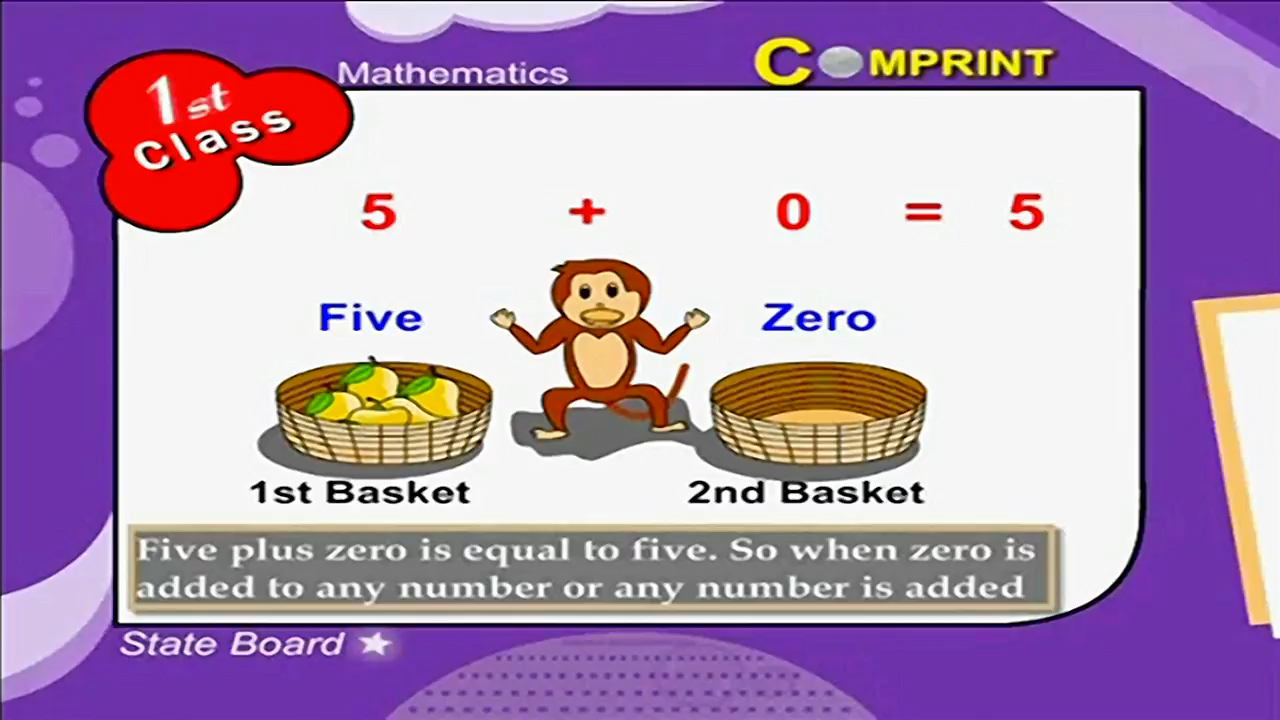 Mathematics
COMPRINT
1st
Class
5 + 0 = 5
Five
Zero
1st Basket
2nd Basket
Five plus zero is equal to five. So when zero is
added to any number or any number is added
State Board